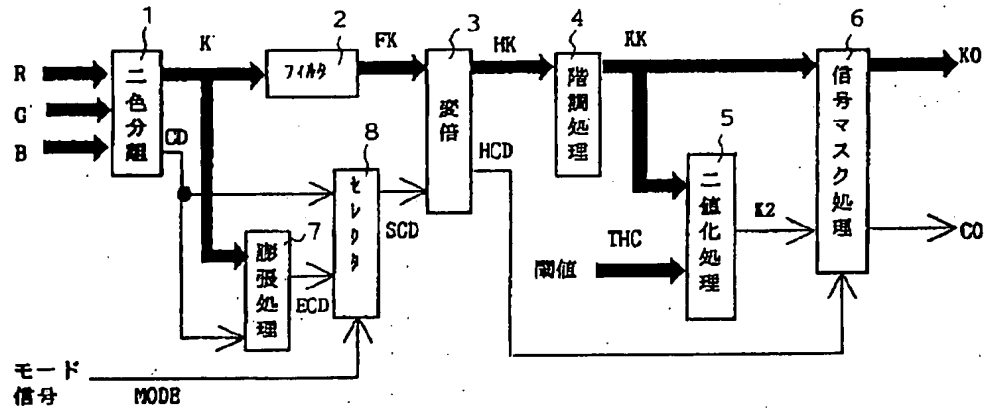 1
K
2
FK
3
HK
4
KK
6
KO
R
G
B
二色分離
CD
フィルタ
変倍
階調処理
信号マスク処理
8
HCD
5
セレクタ
SCD
二値化処理
K2
THC
閾値
7
膨張処理
ECD
CO
モード
信号
MODE